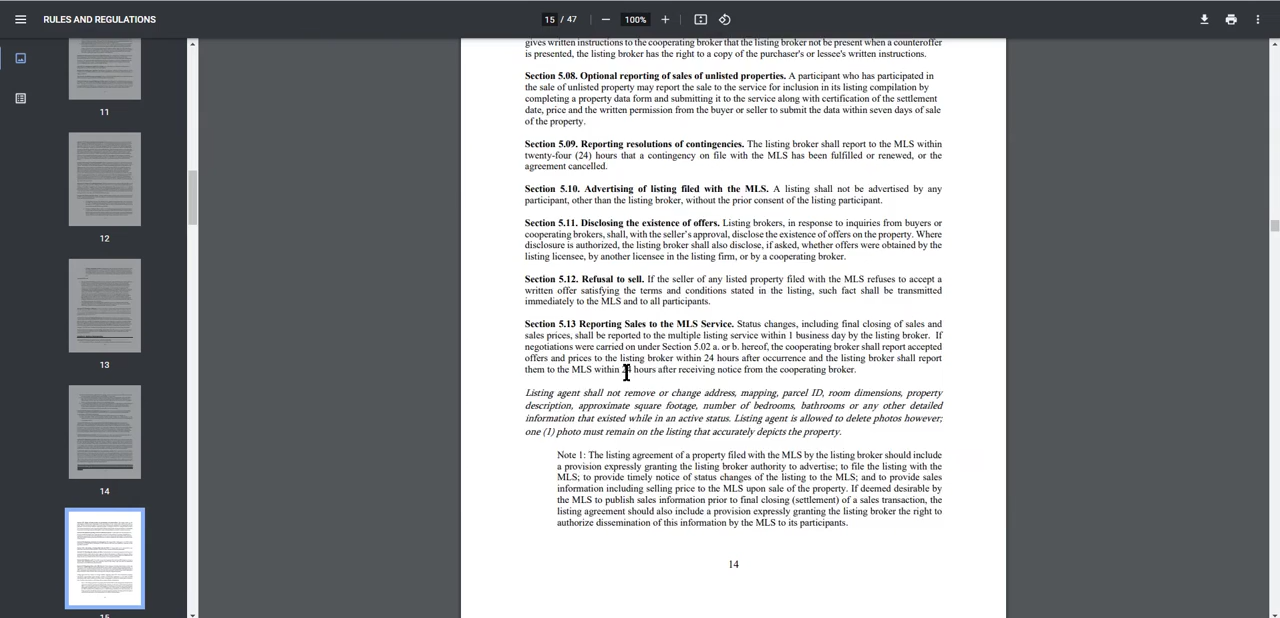 RULES AND REGULATIONS
15 / 47
100%
gives written instructions to the cooperating broker that the listing broker not be present when a counteroffer
is presented, the listing broker has the right to a copy of the purchaser's or lessee's written instructions.
Section 5.08. Optional reporting of sales of unlisted properties. A participant who has participated in
the sale of unlisted property may report the sale to the service for inclusion in its listing compilation by
completing a property data form and submitting it to the service along with certification of the settlement
date, price and the written permission from the buyer or seller to submit the data within seven days of sale
of the property.
Section 5.09. Reporting resolutions of contingencies. The listing broker shall report to the MLS within
twenty-four (24) hours that a contingency on file with the MLS has been fulfilled or renewed, or the
agreement cancelled.
Section 5.10. Advertising of listing filed with the MLS. A listing shall not be advertised by any
participant, other than the listing broker, without the prior consent of the listing participant.
Section 5.11. Disclosing the existence of offers. Listing brokers, in response to inquiries from buyers or
cooperating brokers, shall, with the seller's approval, disclose the existence of offers on the property. Where
disclosure is authorized, the listing broker shall also disclose, if asked, whether offers were obtained by the
listing licensee, by another licensee in the listing firm, or by a cooperating broker.
Section 5.12. Refusal to sell. If the seller of any listed property filed with the MLS refuses to accept a
written offer satisfying the terms and conditions stated in the listing, such fact shall be transmitted
immediately to the MLS and to all participants.
Section 5.13 Reporting Sales to the MLS Service. Status changes, including final closing of sales and
sales prices, shall be reported to the multiple listing service within 1 business day by the listing broker. If
negotiations were carried on under Section 5.02 a. or b. hereof, the cooperating broker shall report accepted
offers and prices to the listing broker within 24 hours after occurrence and the listing broker shall report
them to the MLS within 24 hours after receiving notice from the cooperating broker.
Listing agent shall not remove or change address, mapping, parcel ID, room dimensions, property
description, approximate square footage, number of bedrooms, bathrooms or any other detailed
information that existed while in an active status. Listing agent is allowed to delete photos however;
one (1) photo must remain on the listing that accurately depicts the property.
Note 1: The listing agreement of a property filed with the MLS by the listing broker should include
a provision expressly granting the listing broker authority to advertise; to file the listing with the
MLS; to provide timely notice of status changes of the listing to the MLS; and to provide sales
information including selling price to the MLS upon sale of the property. If deemed desirable by
the MLS to publish sales information prior to final closing (settlement) of a sales transaction, the
listing agreement should also include a provision expressly granting the listing broker the right to
authorize dissemination of this information by the MLS to its participants.
14
11
12
13
14
15